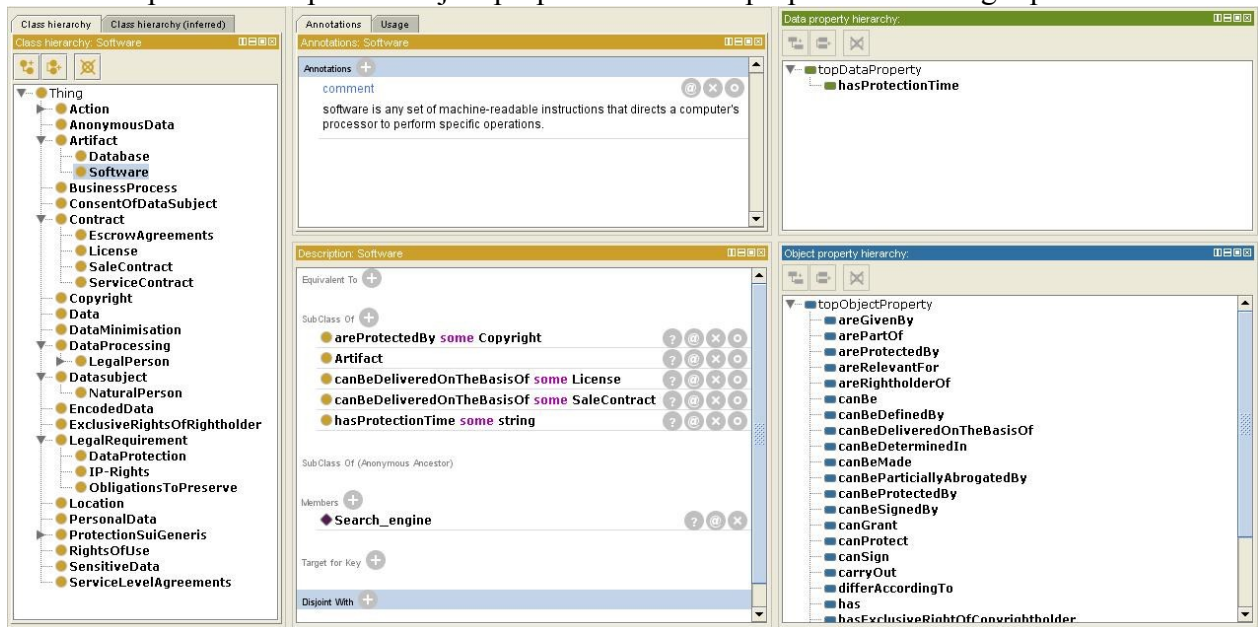 Class hierarchy
Class hierarchy (inferred)
Class hierarchy: Software
Thing
Action
AnonymousData
Artifact
Database
Software
BusinessProcess
ConsentOfDataSubject
Contract
EscrowAgreements
License
SaleContract
ServiceContract
Copyright
Data
DataMinimisation
DataProcessing
LegalPerson
Datasubject
NaturalPerson
EncodedData
ExclusiveRightsOfRightholder
LegalRequirement
DataProtection
IP-Rights
ObligationsToPreserve
Location
PersonalData
ProtectionSuiGeneris
RightsOfUse
SensitiveData
ServiceLevelAgreements
Annotations
Usage
Annotations: Software
Annotations
comment
software is any set of machine-readable instructions that directs a computer's
processor to perform specific operations.
Description: Software
Equivalent To
SubClass Of
areProtectedBy some Copyright
Artifact
canBeDeliveredOnTheBasisOf some License
canBeDeliveredOnTheBasisOf some SaleContract
hasProtectionTime some string
SubClass Of (Anonymous Ancestor)
Members
Search_engine
Target for Key
Disjoint With
Data property hierarchy:
topDataProperty
hasProtectionTime
Object property hierarchy:
topObjectProperty
areGivenBy
arePartOf
areProtectedBy
areRelevantFor
areRightholderOf
canBe
canBeDefinedBy
canBeDeliveredOnTheBasisOf
canBeDeterminedIn
canBeMade
canBeParticiallyAbrogatedBy
canBeProtectedBy
canBeSignedBy
canGrant
canProtect
canSign
carryOut
differAccordingTo
has
hasExclusiveRightOfCopyrightholder